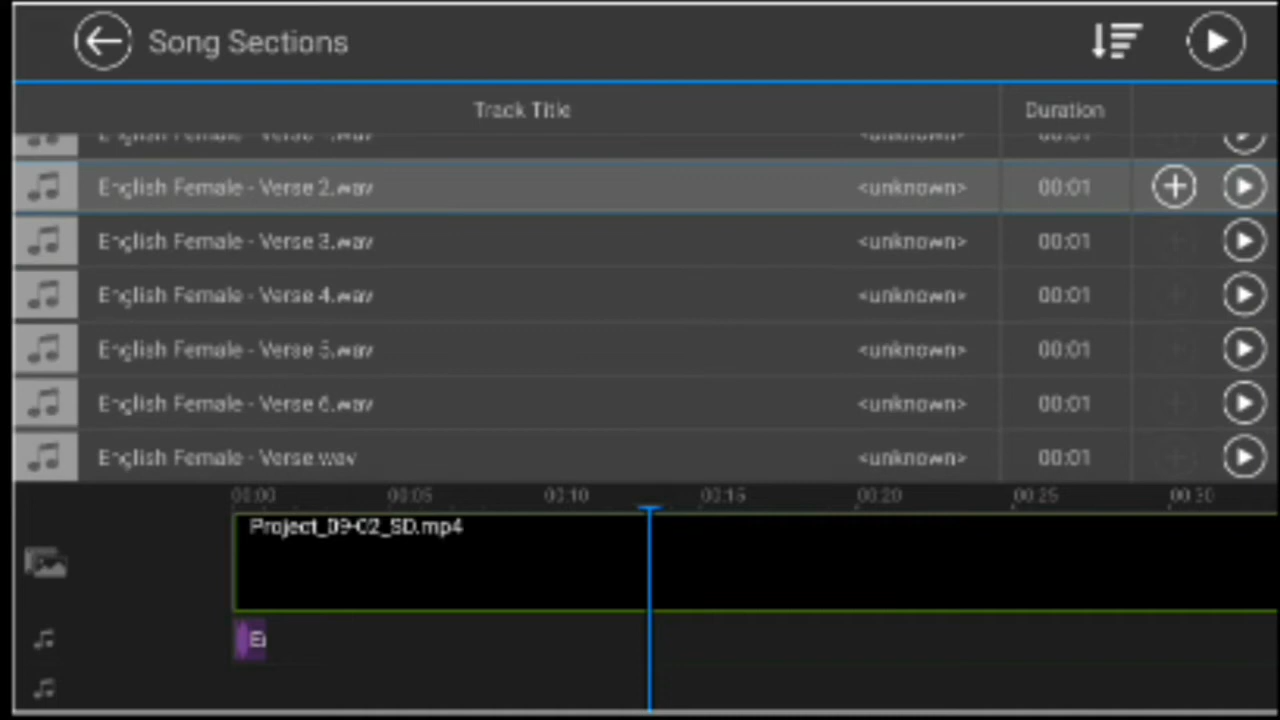 Song Sections
Track Title Duration
English Female - Verse 2.wav <unknown> 00:01
English Female - Verse 3.wav <unknown> 00:01
English Female - Verse 4.wav <unknown> 00:01
English Female - Verse 5.wav <unknown> 00:01
English Female - Verse 6.wav <unknown> 00:01
English Female - Verse.wav <unknown> 00:01
00:00 00:05 00:10 00:15 00:20 00:25 00:30
Project_09-02_SD.mp4